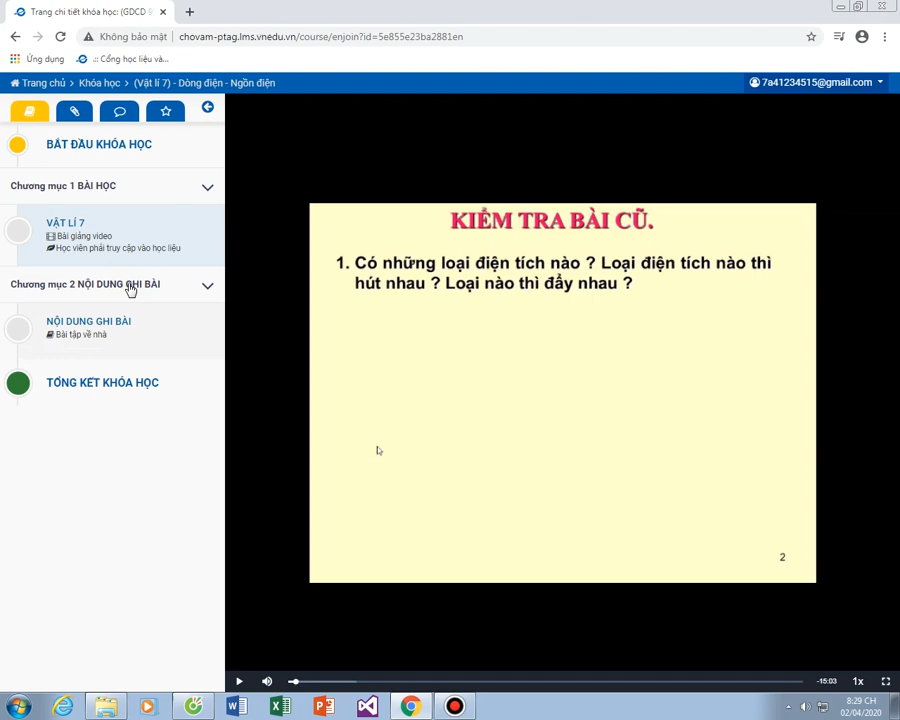 Trang chi tiết khóa học: (GDCD 9
Không bảo mật
chovam-ptag.lms.vnedu.vn/course/enjoin?id=5e855e23ba2881en
Ứng dụng
.:: Cổng học liệu và...
Trang chủ › Khóa học › (Vật lí 7) - Dòng điện - Ngồn điện
7a41234515@gmail.com
BẮT ĐẦU KHÓA HỌC
Chương mục 1 BÀI HỌC
VẬT LÍ 7
Bài giảng video
Học viên phải truy cập vào học liệu
Chương mục 2 NỘI DUNG GHI BÀI
NỘI DUNG GHI BÀI
Bài tập về nhà
TỔNG KẾT KHÓA HỌC
KIỂM TRA BÀI CŨ.
1. Có những loại điện tích nào ? Loại điện tích nào thì
hút nhau ? Loại nào thì đẩy nhau ?
2
-15:03
1x
8:29 CH
02/04/2020